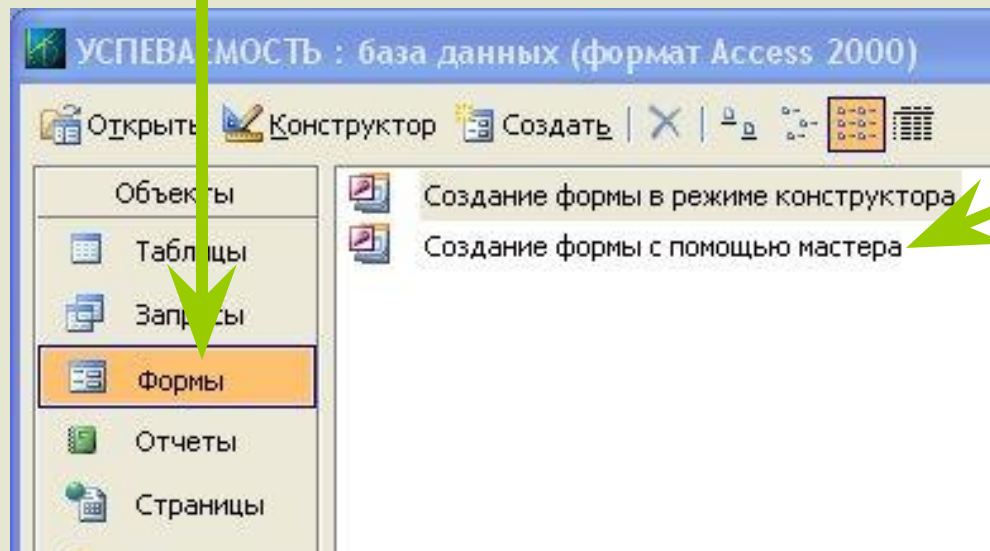 УСПЕВАЕМОСТЬ : база данных (формат Access 2000)
Открыть Конструктор Создать
Объекты
Таблицы
Запросы
Формы
Отчеты
Страницы
Создание формы в режиме конструктора
Создание формы с помощью мастера